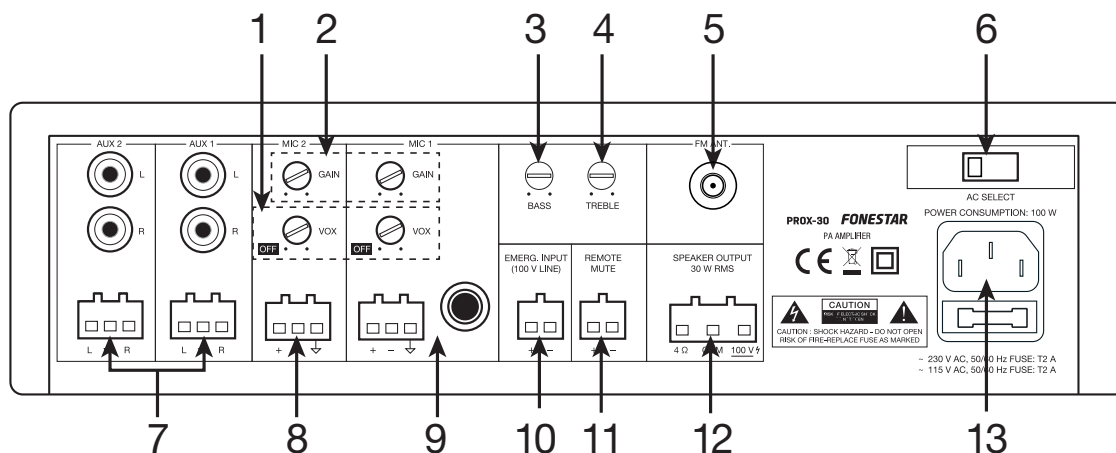 1 2 3 4 5 6
AUX 2 AUX 1 MIC 2 MIC 1 FM ANT.
L L GAIN GAIN
BASS TREBLE
AC SELECT
R R OFF VOX OFF VOX
POWER CONSUMPTION: 100 W
PROX-30 FONESTAR
PA AMPLIFIER
CE
EMERG. INPUT
(100 V LINE)
REMOTE
MUTE
SPEAKER OUTPUT
30 W RMS
CAUTION
CAUTION : SHOCK HAZARD - DO NOT OPEN
RISK OF FIRE-REPLACE FUSE AS MARKED
L R L R + + − + − + −
4 Ω 100 V
~ 230 V AC, 50/60 Hz FUSE: T2 A
~ 115 V AC, 50/60 Hz FUSE: T2 A
7 8 9 10 11 12 13